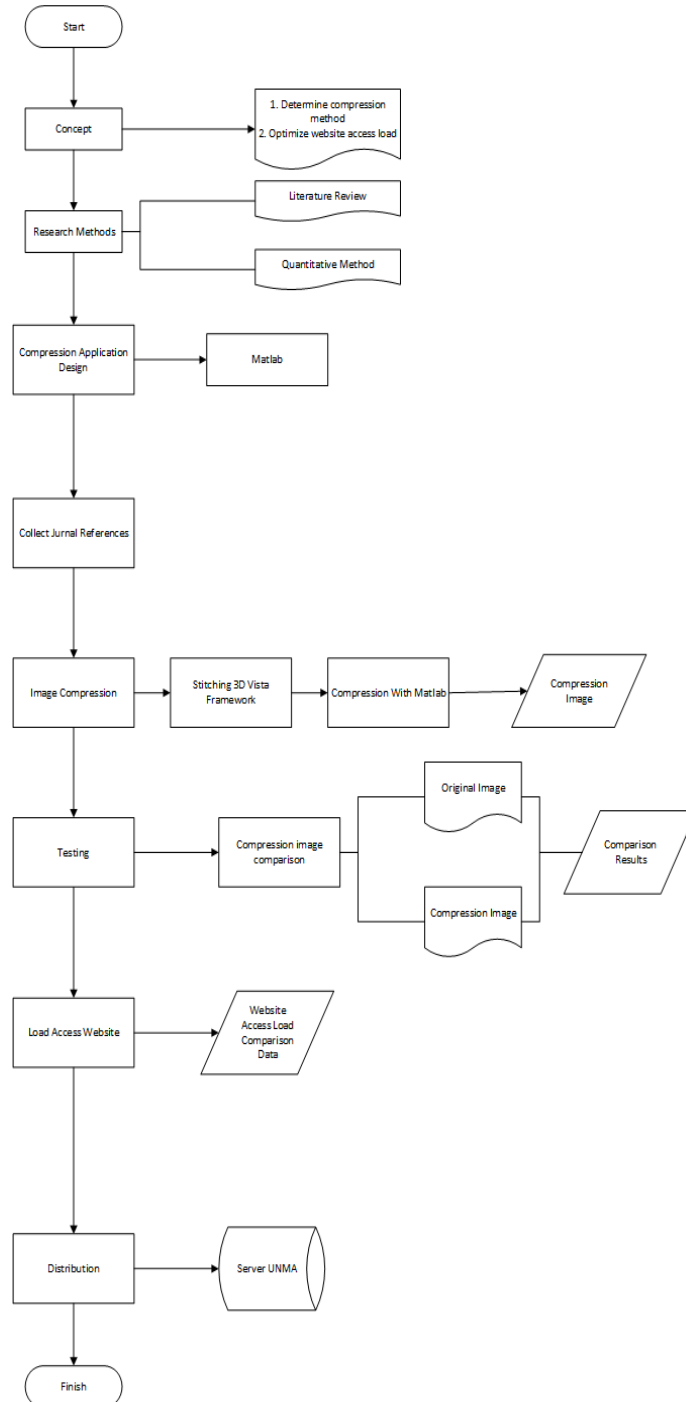 Start
Concept
1. Determine compression
method
2. Optimize website access load
Research Methods
Literature Review
Quantitative Method
Compression Application
Design
Matlab
Collect Jurnal References
Image Compression
Stitching 3D Vista
Framework
Compression With Matlab
Compression
Image
Testing
Compression image
comparison
Original Image
Compression Image
Comparison
Results
Load Access Website
Website
Access Load
Comparison
Data
Distribution
Server UNMA
Finish